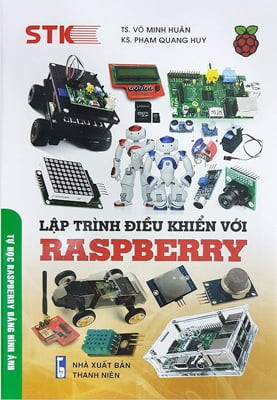 STK
TS. VÕ MINH HUÂN
KS. PHẠM QUANG HUY
LẬP TRÌNH ĐIỀU KHIỂN VỚI
RASPBERRY
TỰ HỌC RASPBERRY BẰNG HÌNH ẢNH
NHÀ XUẤT BẢN
THANH NIÊN